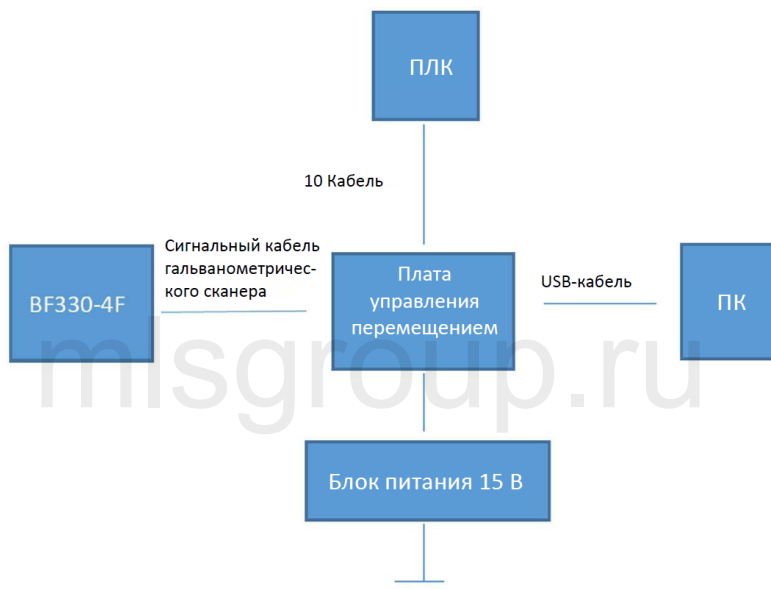 ПЛК
10 Кабель
Сигнальный кабель
гальванометричес-
кого сканера
BF330-4F
Плата
управления
перемещением
USB-кабель
ПК
mlsgroup.ru
Блок питания 15 В